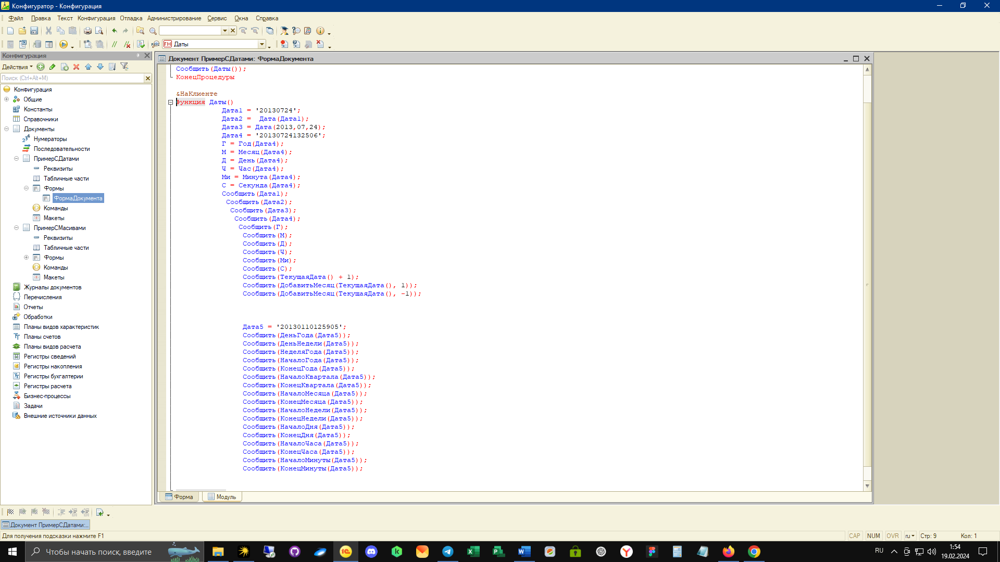 Конфигуратор - Конфигурация
Файл Правка Текст Конфигурация Отладка Администрирование Сервис Окна Справка
Даты
Конфигурация
Действия
Поиск (Ctrl+Alt+M)
Конфигурация
Общие
Константы
Справочники
Документы
Нумераторы
Последовательности
ПримерСДатами
Реквизиты
Табличные части
Формы
ФормаДокумента
Команды
Макеты
ПримерСМасивами
Реквизиты
Табличные части
Формы
Команды
Макеты
Журналы документов
Перечисления
Отчеты
Обработки
Планы видов характеристик
Планы счетов
Планы видов расчета
Регистры сведений
Регистры накопления
Регистры бухгалтерии
Регистры расчета
Бизнес-процессы
Задачи
Внешние источники данных
Документ ПримерСДатами: ФормаДокумента
Сообщить(Даты());
КонецПроцедуры
&НаКлиенте
Функция Даты()
Дата1 = '20130724';
Дата2 =  Дата(Дата1);
Дата3 = Дата(2013,07,24);
Дата4 = '20130724132506';
Г = Год(Дата4);
М = Месяц(Дата4);
Д = День(Дата4);
Ч = Час(Дата4);
Ми = Минута(Дата4);
С = Секунда(Дата4);
Сообщить(Дата1);
Сообщить(Дата2);
Сообщить(Дата3);
Сообщить(Дата4);
Сообщить(Г);
Сообщить(М);
Сообщить(Д);
Сообщить(Ч);
Сообщить(Ми);
Сообщить(С);
Сообщить(ТекущаяДата() + 1);
Сообщить(ДобавитьМесяц(ТекущаяДата(), 1));
Сообщить(ДобавитьМесяц(ТекущаяДата(), -1));
Дата5 = '20130110125905';
Сообщить(ДеньГода(Дата5));
Сообщить(ДеньНедели(Дата5));
Сообщить(НеделяГода(Дата5));
Сообщить(НачалоГода(Дата5));
Сообщить(КонецГода(Дата5));
Сообщить(НачалоКвартала(Дата5));
Сообщить(КонецКвартала(Дата5));
Сообщить(НачалоМесяца(Дата5));
Сообщить(КонецМесяца(Дата5));
Сообщить(НачалоНедели(Дата5));
Сообщить(КонецНедели(Дата5));
Сообщить(НачалоДня(Дата5));
Сообщить(КонецДня(Дата5));
Сообщить(НачалоЧаса(Дата5));
Сообщить(КонецЧаса(Дата5));
Сообщить(НачалоМинуты(Дата5));
Сообщить(КонецМинуты(Дата5));
Форма Модуль
Документ ПримерСДатами:...
Для получения подсказки нажмите F1
CAP NUM OVR ru Стр: 9 Кол: 1
Чтобы начать поиск, введите
RU
1:54
19.02.2024